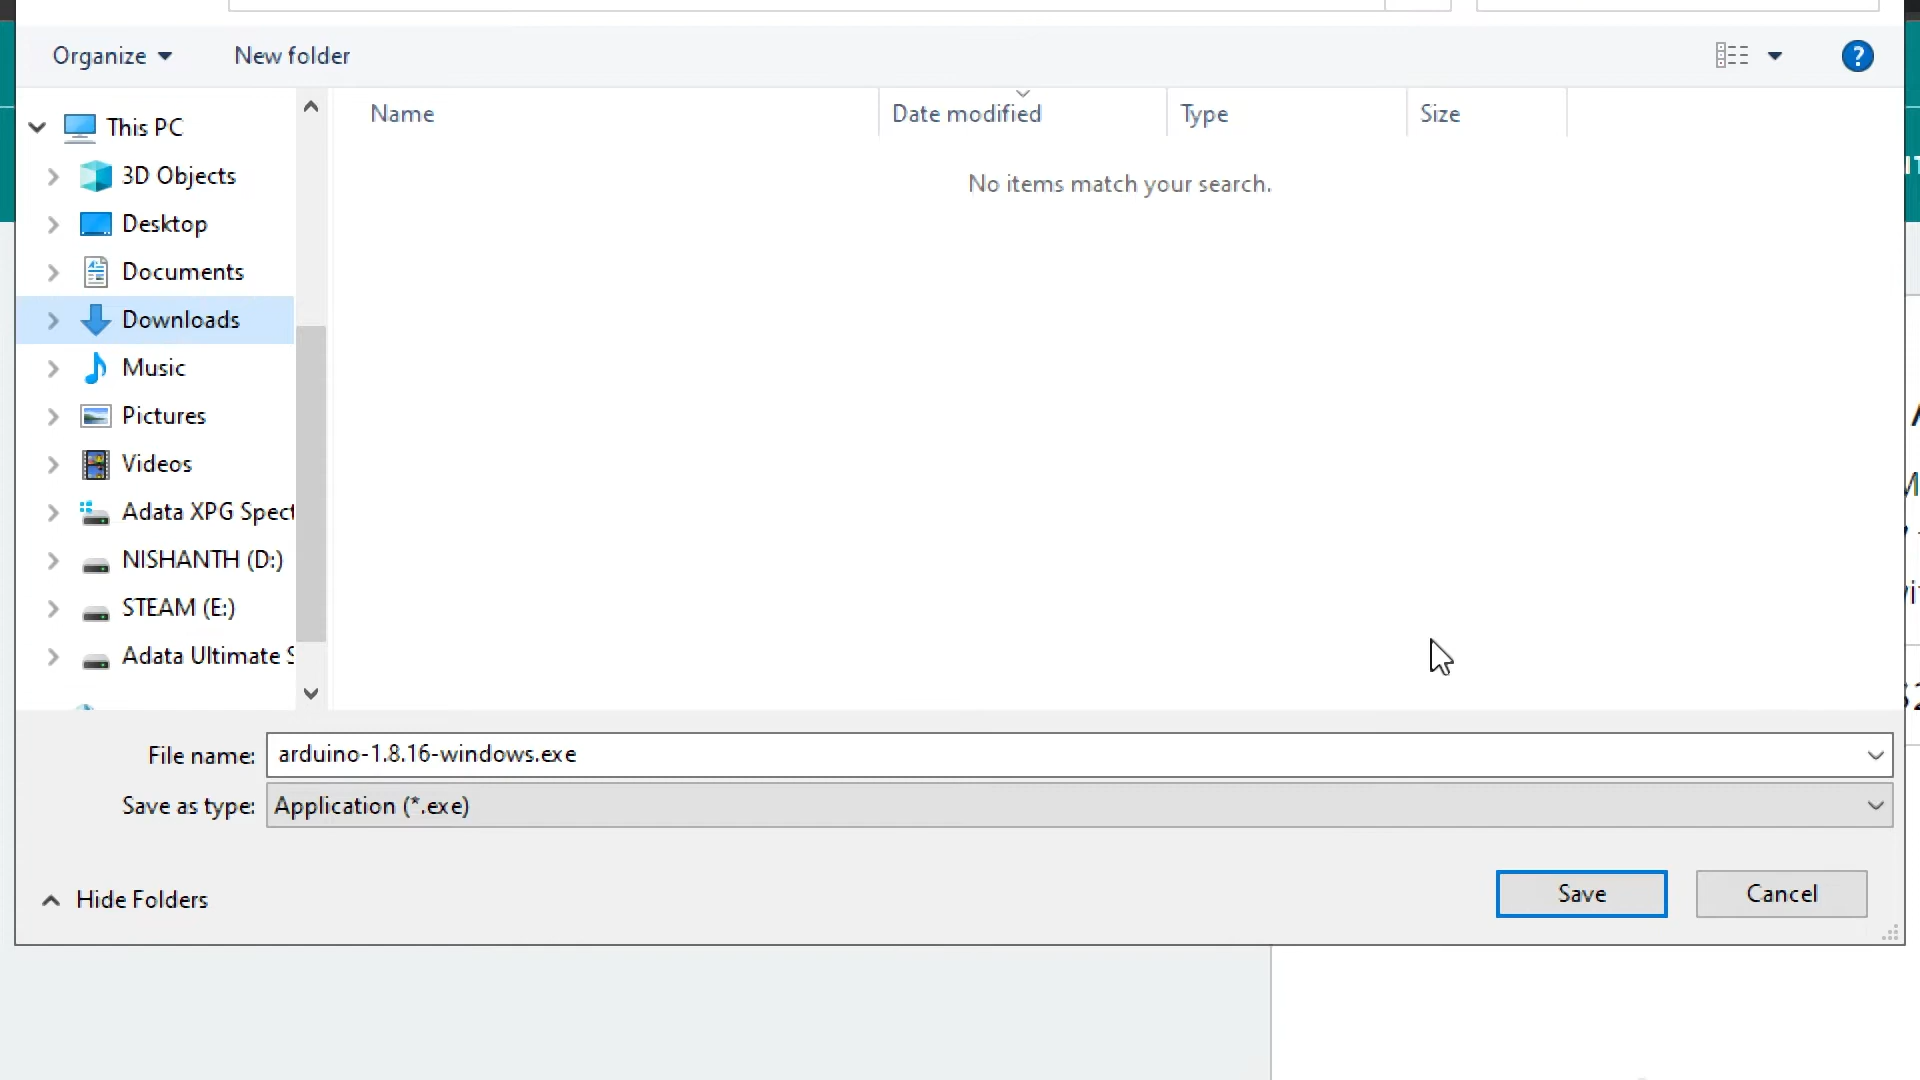 Organize
New folder
?
This PC
3D Objects
Desktop
Documents
Downloads
Music
Pictures
Videos
Adata XPG Spect
NISHANTH (D:)
STEAM (E:)
Adata Ultimate S
Name
Date modified
Type
Size
No items match your search.
File name: arduino-1.8.16-windows.exe
Save as type: Application (*.exe)
Hide Folders
Save
Cancel